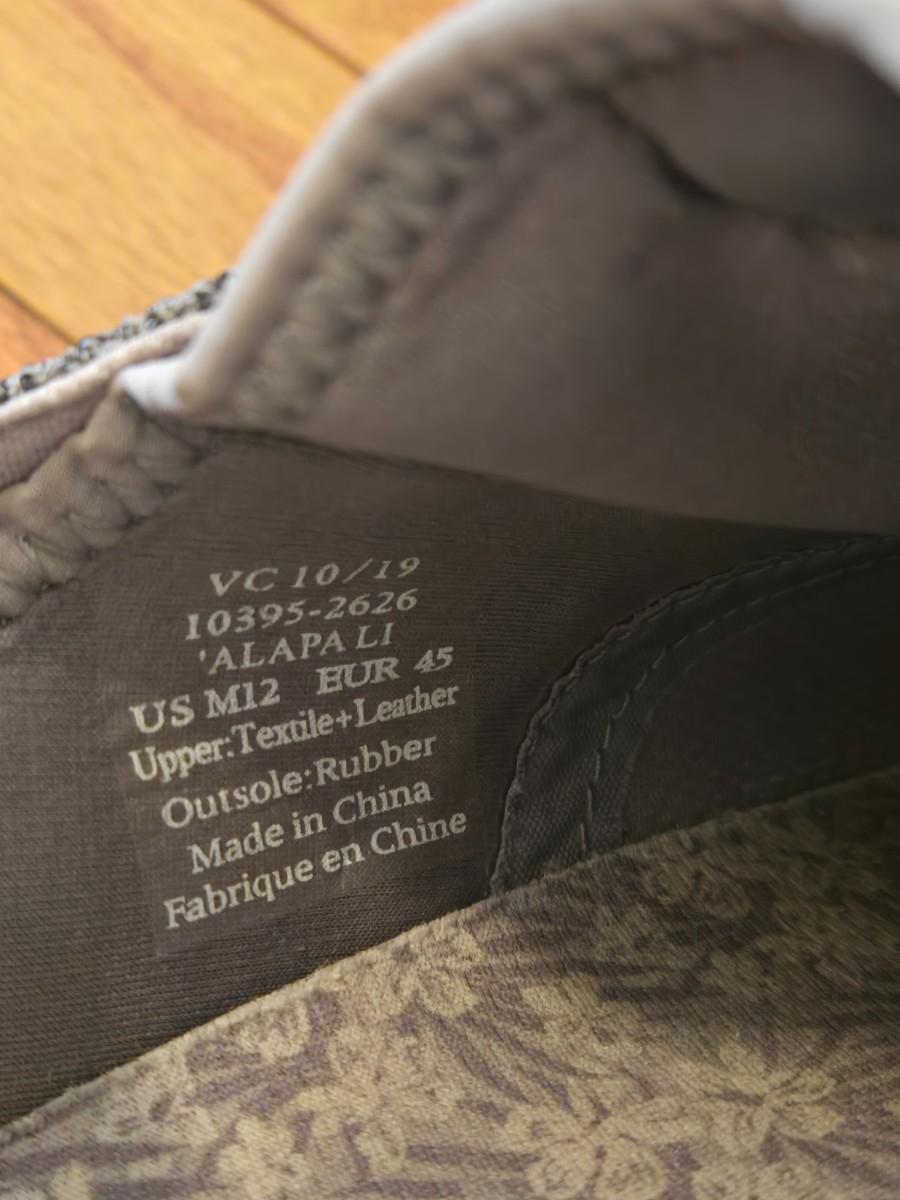 VC 10/19
10395-2626
'ALAPA LI
US M12 EUR 45
Upper:Textile+Leather
Outsole:Rubber
Made in China
Fabrique en Chine